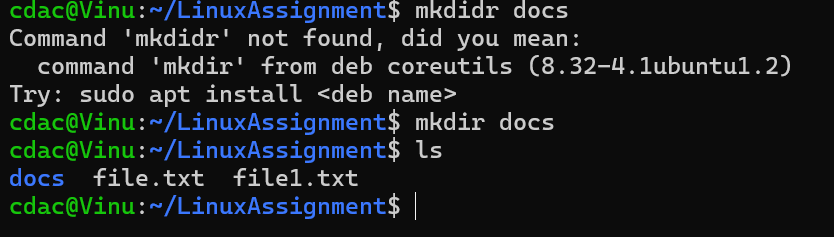 cdac@Vinu:~/LinuxAssignment$ mkdidr docs
Command 'mkdidr' not found, did you mean:
  command 'mkdir' from deb coreutils (8.32-4.1ubuntu1.2)
Try: sudo apt install <deb name>
cdac@Vinu:~/LinuxAssignment$ mkdir docs
cdac@Vinu:~/LinuxAssignment$ ls
docs  file.txt  file1.txt
cdac@Vinu:~/LinuxAssignment$